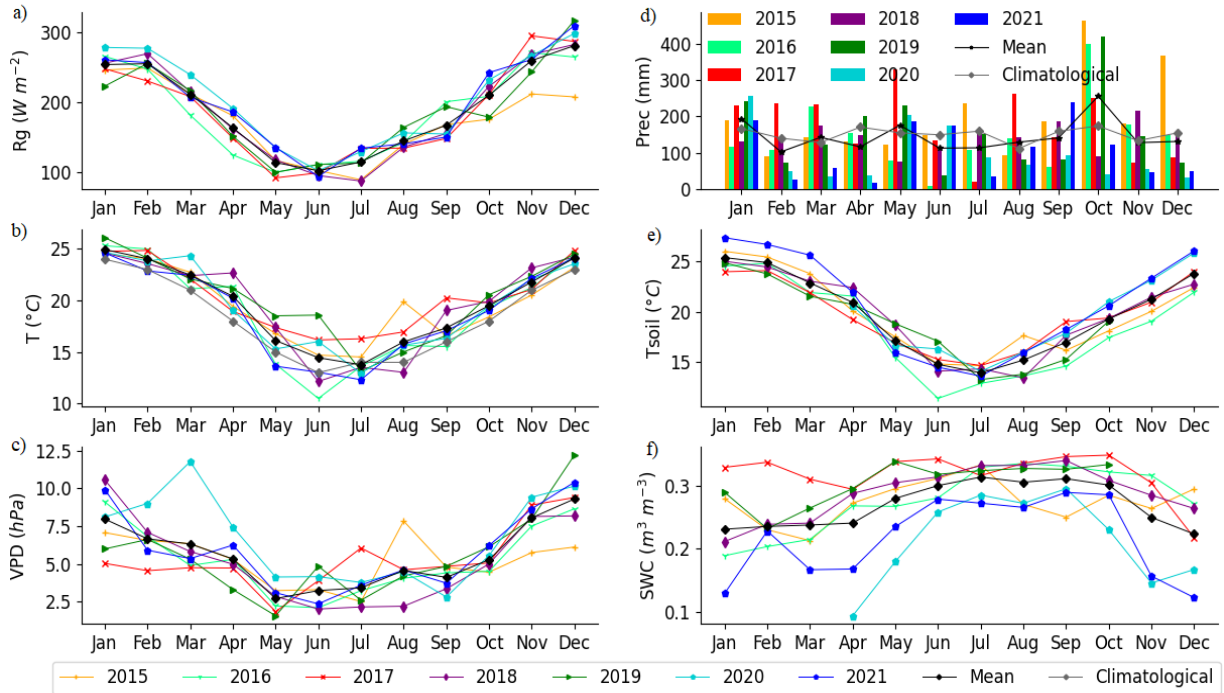 a)
Rg (W m⁻²)
300
200
100
Jan Feb Mar Apr May Jun Jul Aug Sep Oct Nov Dec
d)
Prec (mm)
400
300
200
100
0
2015 2018 2021
2016 2019 Mean
2017 2020 Climatological
Jan Feb Mar Abr May Jun Jul Aug Sep Oct Nov Dec
b)
T (°C)
25
20
15
10
Jan Feb Mar Apr May Jun Jul Aug Sep Oct Nov Dec
e)
Tsoil (°C)
25
20
15
Jan Feb Mar Apr May Jun Jul Aug Sep Oct Nov Dec
c)
VPD (hPa)
12.5
10.0
7.5
5.0
2.5
Jan Feb Mar Apr May Jun Jul Aug Sep Oct Nov Dec
f)
SWC (m³ m⁻³)
0.3
0.2
0.1
Jan Feb Mar Apr May Jun Jul Aug Sep Oct Nov Dec
2015 2016 2017 2018 2019 2020 2021 Mean Climatological